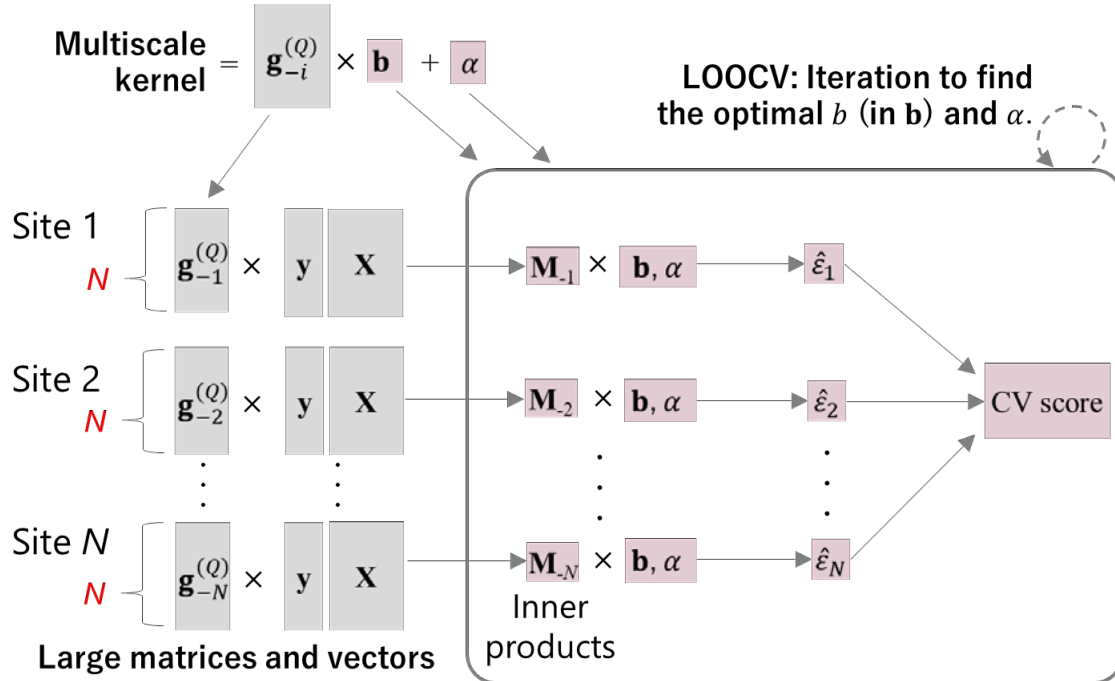 Multiscale kernel = 𝐠₋ᵢ^(Q) × 𝐛 + α
LOOCV: Iteration to find
the optimal b (in 𝐛) and α.
Site 1
N
𝐠₋₁^(Q) × 𝐲 𝐗
𝐌₋₁ × 𝐛, α
ε̂₁
Site 2
N
𝐠₋₂^(Q) × 𝐲 𝐗
𝐌₋₂ × 𝐛, α
ε̂₂
CV score
Site N
N
𝐠₋N^(Q) × 𝐲 𝐗
𝐌₋N × 𝐛, α
ε̂N
Inner
products
Large matrices and vectors